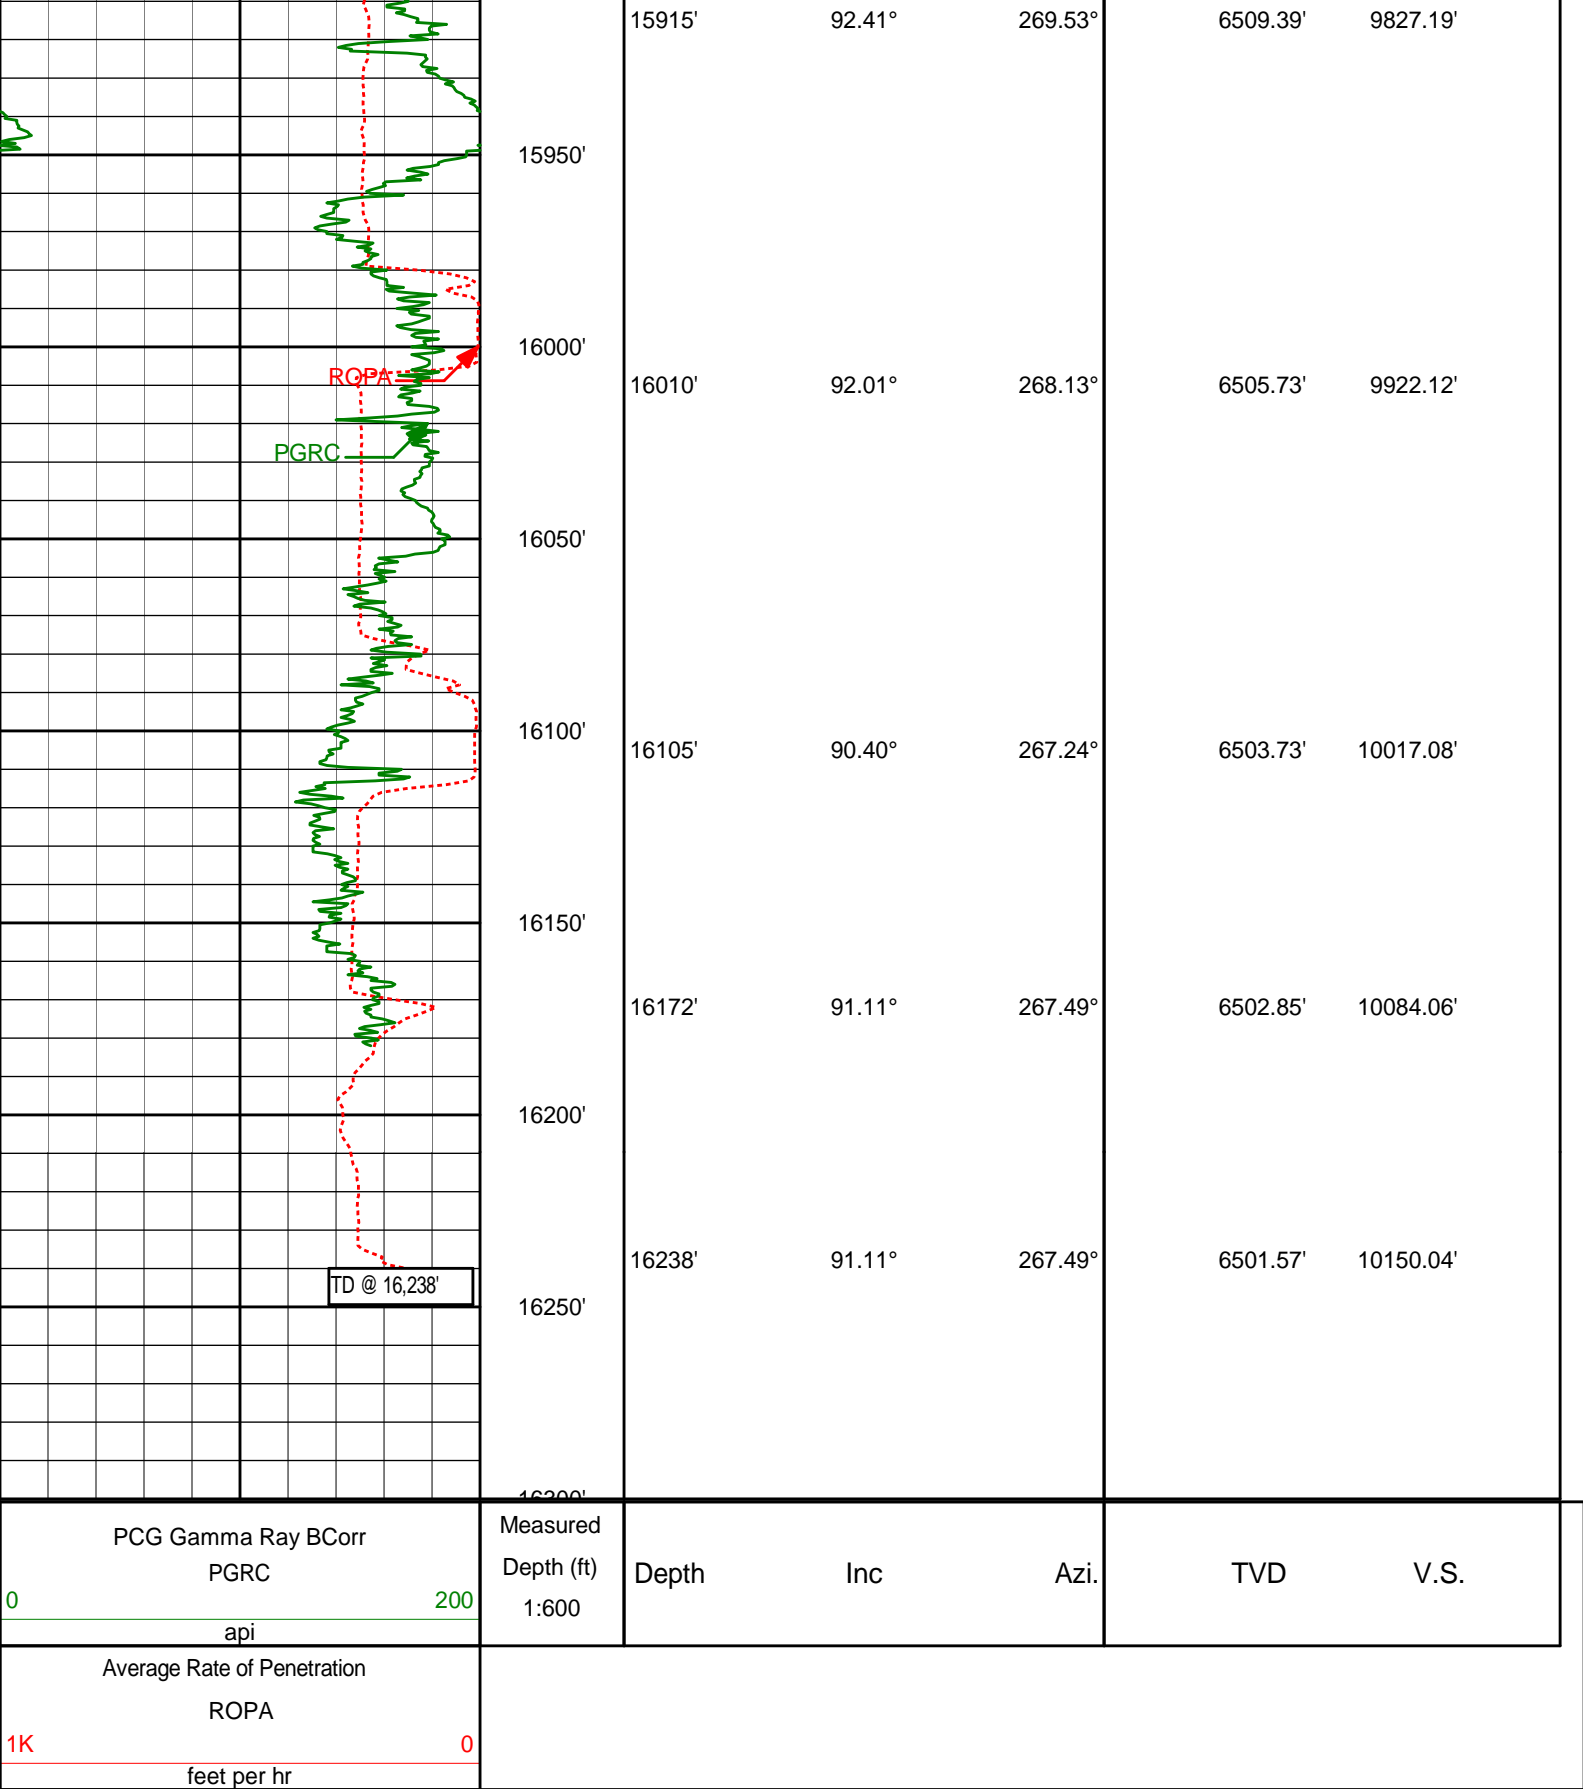 15915' 92.41° 269.53° 6509.39' 9827.19'
15950'
16000'
ROPA
16010' 92.01° 268.13° 6505.73' 9922.12'
PGRC
16050'
16100'
16105' 90.40° 267.24° 6503.73' 10017.08'
16150'
16172' 91.11° 267.49° 6502.85' 10084.06'
16200'
16238' 91.11° 267.49° 6501.57' 10150.04'
TD @ 16,238'
16250'
16300'
PCG Gamma Ray BCorr
PGRC
0 200
api
Measured
Depth (ft)
1:600
Depth Inc Azi. TVD V.S.
Average Rate of Penetration
ROPA
1K 0
feet per hr